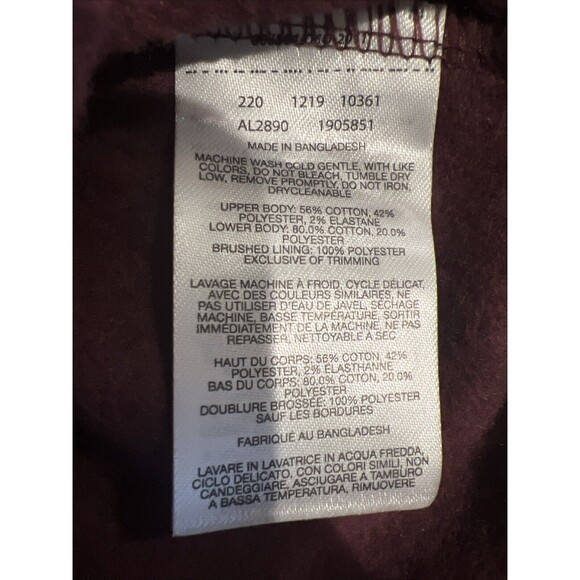 220 1219 10361
AL2890 1905851
MADE IN BANGLADESH
MACHINE WASH COLD GENTLE, WITH LIKE
COLORS, DO NOT BLEACH, TUMBLE DRY
LOW, REMOVE PROMPTLY, DO NOT IRON,
DRYCLEANABLE
UPPER BODY: 56% COTTON, 42%
POLYESTER, 2% ELASTANE
LOWER BODY: 80.0% COTTON, 20.0%
POLYESTER
BRUSHED LINING: 100% POLYESTER
EXCLUSIVE OF TRIMMING
LAVAGE MACHINE À FROID, CYCLE DÉLICAT,
AVEC DES COULEURS SIMILAIRES, NE
PAS UTILISER D'EAU DE JAVEL, SÉCHAGE
MACHINE, BASSE TEMPÉRATURE, SORTIR
IMMÉDIATEMENT DE LA MACHINE, NE PAS
REPASSER, NETTOYABLE A SEC
HAUT DU CORPS: 56% COTON, 42%
POLYESTER, 2% ÉLASTHANNE
BAS DU CORPS: 80.0% COTON, 20.0%
POLYESTER
DOUBLURE BROSSÉE: 100% POLYESTER
SAUF LES BORDURES
FABRIQUÉ AU BANGLADESH
LAVARE IN LAVATRICE IN ACQUA FREDDA,
CICLO DELICATO, CON COLORI SIMILI, NON
CANDEGGIARE, ASCIUGARE A TAMBURO
A BASSA TEMPERATURA, RIMUOVERE